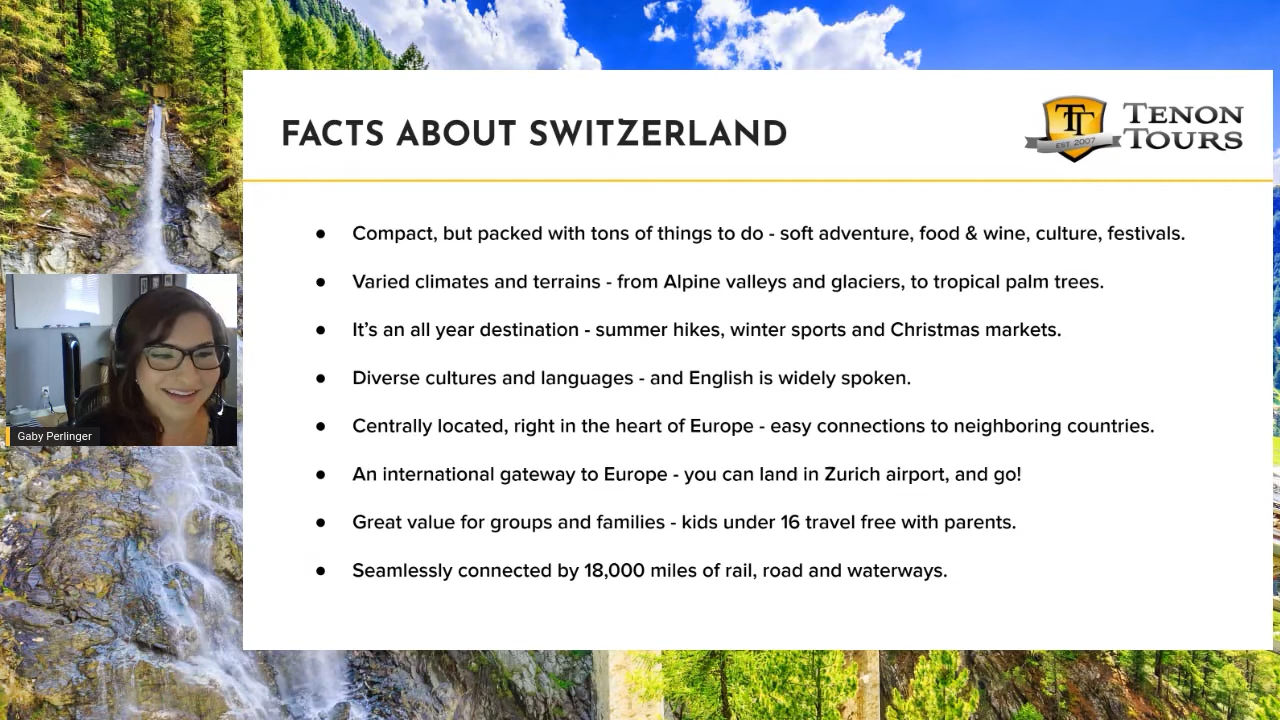 FACTS ABOUT SWITZERLAND
TT
EST 2007
TENON
TOURS
● Compact, but packed with tons of things to do - soft adventure, food & wine, culture, festivals.
● Varied climates and terrains - from Alpine valleys and glaciers, to tropical palm trees.
● It’s an all year destination - summer hikes, winter sports and Christmas markets.
● Diverse cultures and languages - and English is widely spoken.
● Centrally located, right in the heart of Europe - easy connections to neighboring countries.
● An international gateway to Europe - you can land in Zurich airport, and go!
● Great value for groups and families - kids under 16 travel free with parents.
● Seamlessly connected by 18,000 miles of rail, road and waterways.
Gaby Perlinger